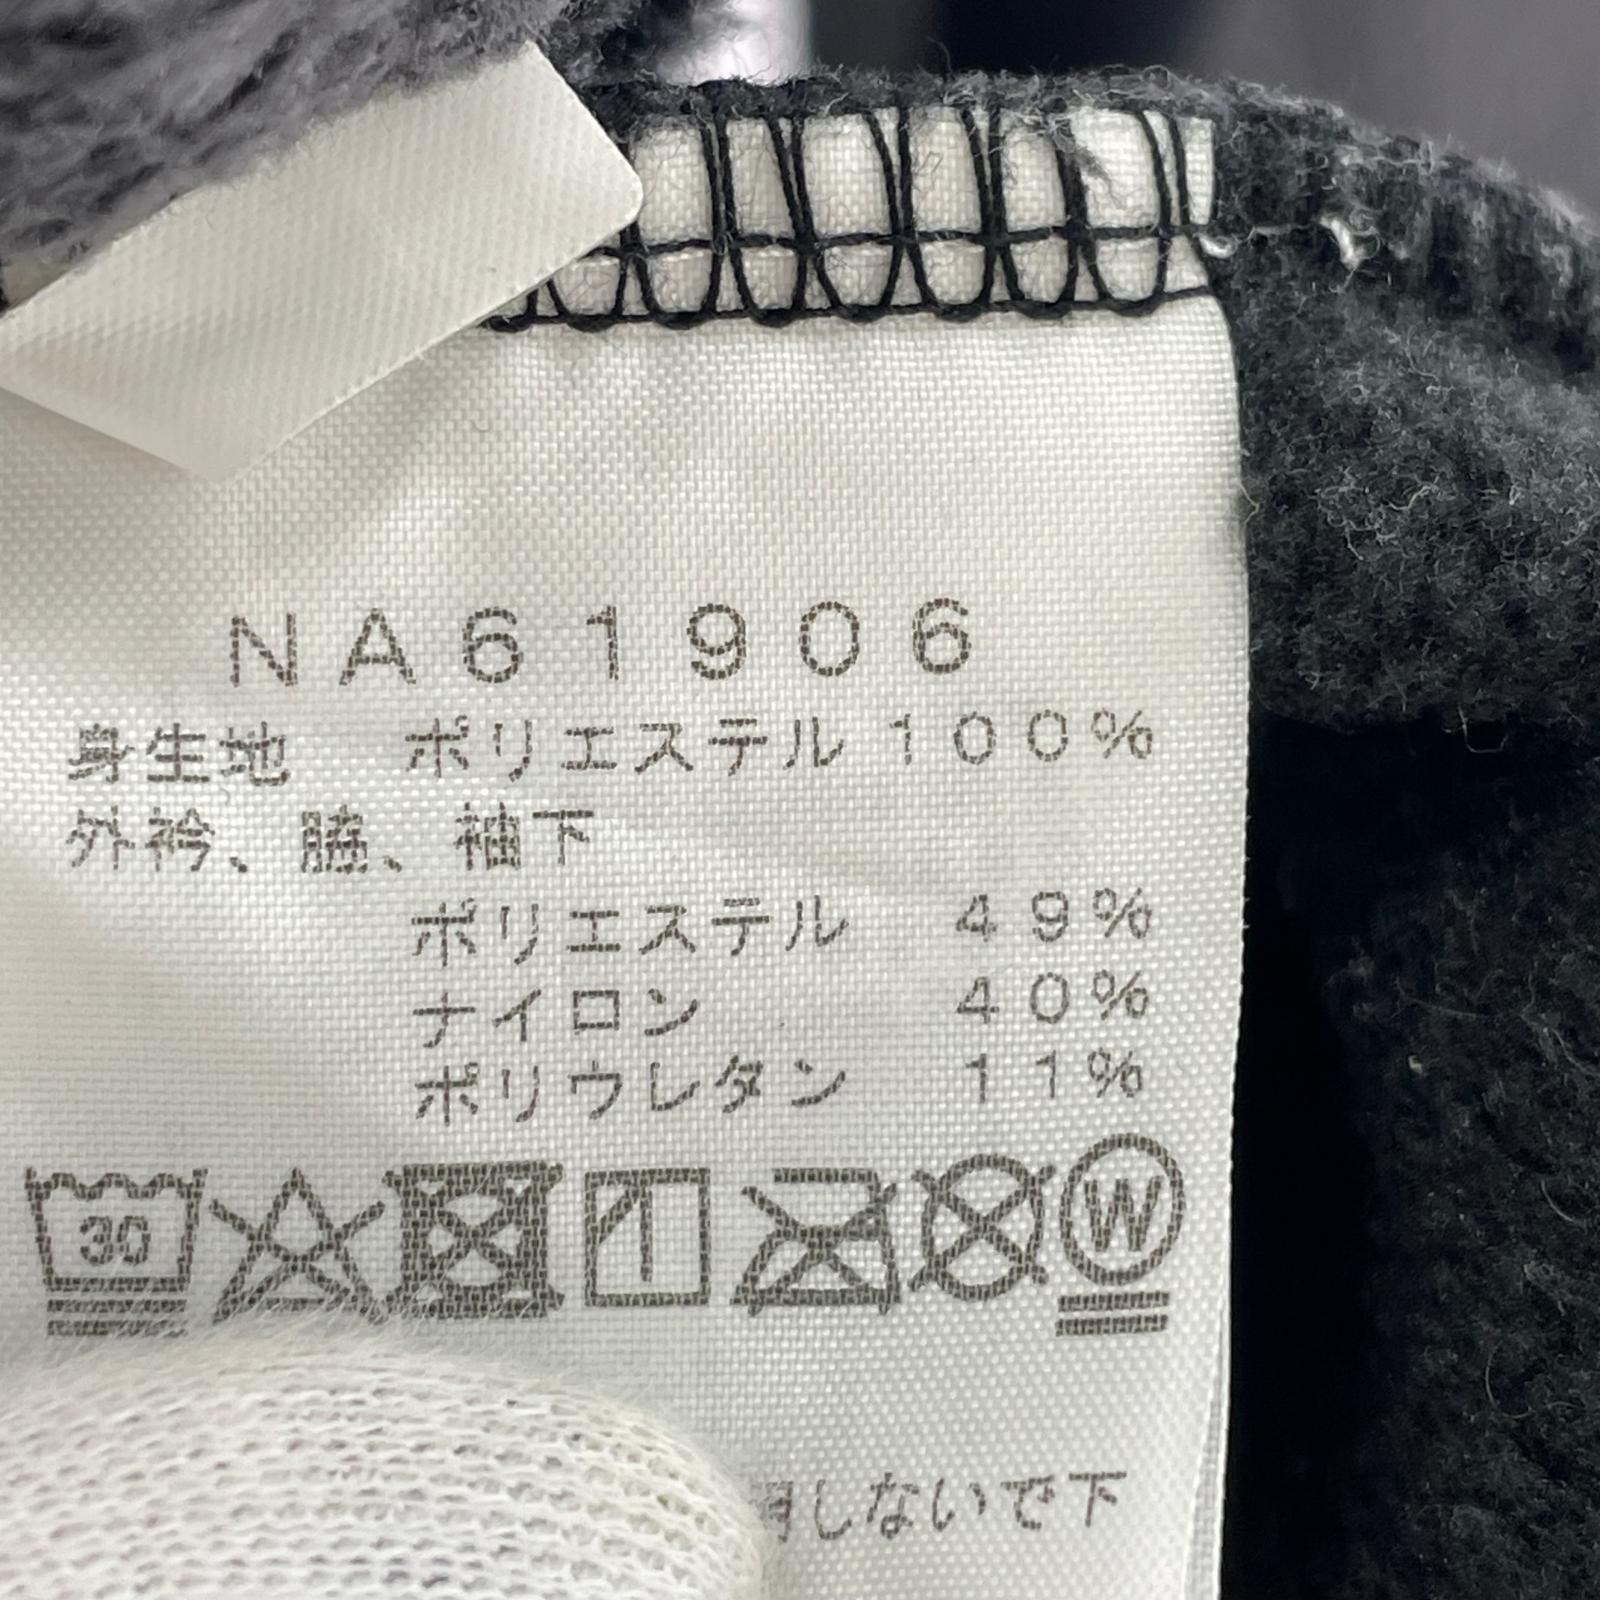 NA61906
身生地 ポリエステル100%
外衿、脇、袖下
ポリエステル 49%
ナイロン 40%
ポリウレタン 11%
30 W
しないで下